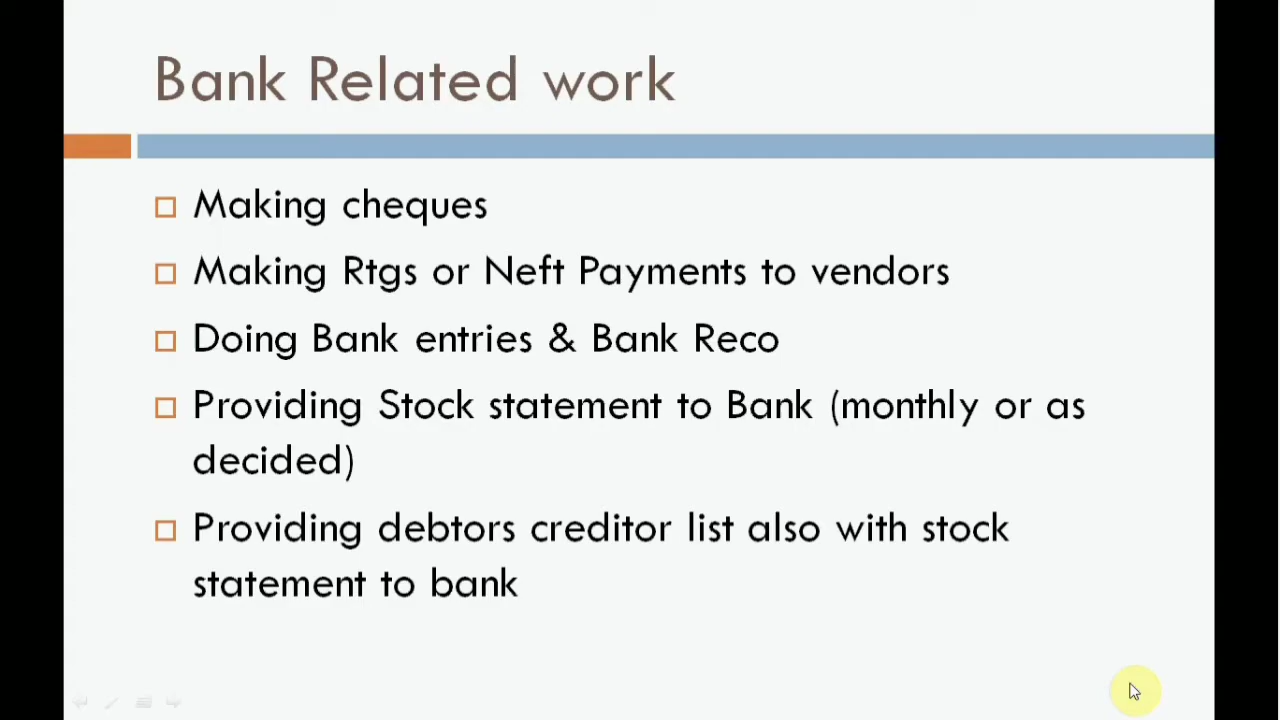 Bank Related work
Making cheques
Making Rtgs or Neft Payments to vendors
Doing Bank entries & Bank Reco
Providing Stock statement to Bank (monthly or as
decided)
Providing debtors creditor list also with stock
statement to bank